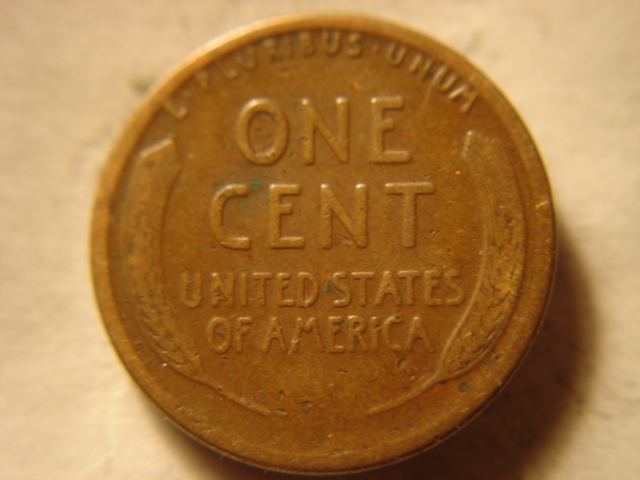 E·PLURIBUS·UNUM
ONE
CENT
UNITED STATES
OF AMERICA